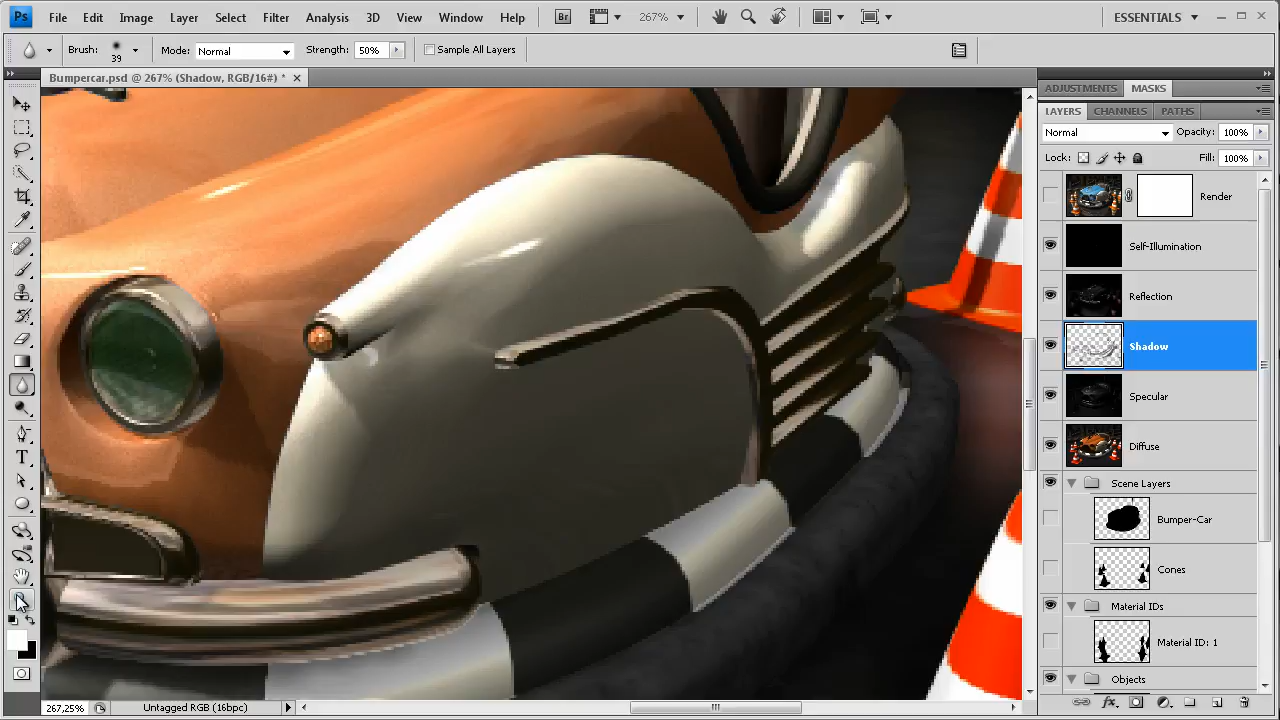 Ps File Edit Image Layer Select Filter Analysis 3D View Window Help Br 267% ESSENTIALS
Brush: 39 Mode: Normal Strength: 50% Sample All Layers
Bumpercar.psd @ 267% (Shadow, RGB/16#) *
ADJUSTMENTS MASKS
LAYERS CHANNELS PATHS
Normal Opacity: 100%
Lock: Fill: 100%
Render
Self-Illumination
Reflection
Shadow
Specular
Diffuse
Scene Layers
Bumper-Car
Cones
Material IDs
Material ID: 1
Objects
267,25% Untagged RGB (16bpc)